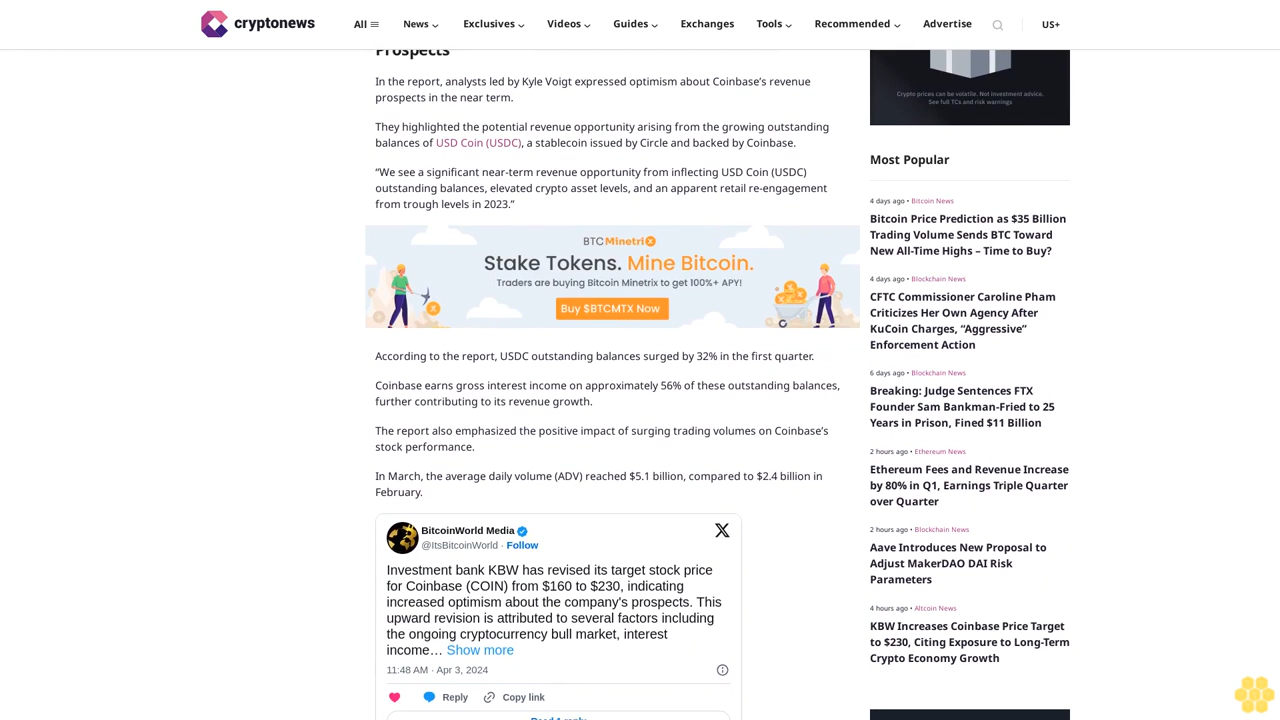 cryptonews
All
News
Exclusives
Videos
Guides
Exchanges
Tools
Recommended
Advertise
US+
Prospects
In the report, analysts led by Kyle Voigt expressed optimism about Coinbase’s revenue
prospects in the near term.
They highlighted the potential revenue opportunity arising from the growing outstanding
balances of USD Coin (USDC), a stablecoin issued by Circle and backed by Coinbase.
“We see a significant near-term revenue opportunity from inflecting USD Coin (USDC)
outstanding balances, elevated crypto asset levels, and an apparent retail re-engagement
from trough levels in 2023.”
BTCMinetrix
Stake Tokens. Mine Bitcoin.
Traders are buying Bitcoin Minetrix to get 100%+ APY!
Buy $BTCMTX Now
According to the report, USDC outstanding balances surged by 32% in the first quarter.
Coinbase earns gross interest income on approximately 56% of these outstanding balances,
further contributing to its revenue growth.
The report also emphasized the positive impact of surging trading volumes on Coinbase’s
stock performance.
In March, the average daily volume (ADV) reached $5.1 billion, compared to $2.4 billion in
February.
BitcoinWorld Media
@ItsBitcoinWorld · Follow
Investment bank KBW has revised its target stock price
for Coinbase (COIN) from $160 to $230, indicating
increased optimism about the company's prospects. This
upward revision is attributed to several factors including
the ongoing cryptocurrency bull market, interest
income… Show more
11:48 AM · Apr 3, 2024
Reply
Copy link
Read 1 reply
Crypto prices can be volatile. Not investment advice.
See full TCs and risk warnings
Most Popular
4 days ago • Bitcoin News
Bitcoin Price Prediction as $35 Billion
Trading Volume Sends BTC Toward
New All-Time Highs – Time to Buy?
4 days ago • Blockchain News
CFTC Commissioner Caroline Pham
Criticizes Her Own Agency After
KuCoin Charges, “Aggressive”
Enforcement Action
6 days ago • Blockchain News
Breaking: Judge Sentences FTX
Founder Sam Bankman-Fried to 25
Years in Prison, Fined $11 Billion
2 hours ago • Ethereum News
Ethereum Fees and Revenue Increase
by 80% in Q1, Earnings Triple Quarter
over Quarter
2 hours ago • Blockchain News
Aave Introduces New Proposal to
Adjust MakerDAO DAI Risk
Parameters
4 hours ago • Altcoin News
KBW Increases Coinbase Price Target
to $230, Citing Exposure to Long-Term
Crypto Economy Growth